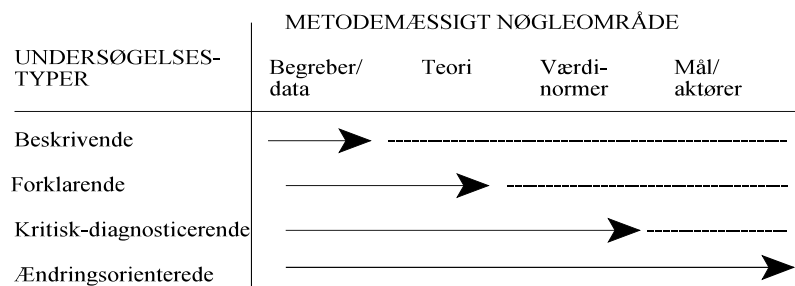 METODEMÆSSIGT NØGLEOMRÅDE
UNDERSØGELSES-
TYPER
Begreber/
data
Teori
Værdi-
normer
Mål/
aktører
Beskrivende
Forklarende
Kritisk-diagnosticerende
Ændringsorienterede